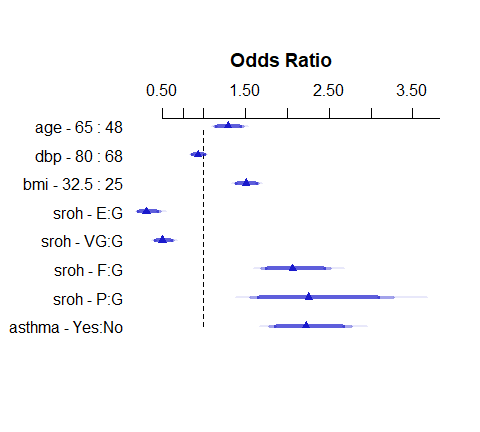 Odds Ratio
0.50 1.50 2.50 3.50
age - 65 : 48
dbp - 80 : 68
bmi - 32.5 : 25
sroh - E:G
sroh - VG:G
sroh - F:G
sroh - P:G
asthma - Yes:No